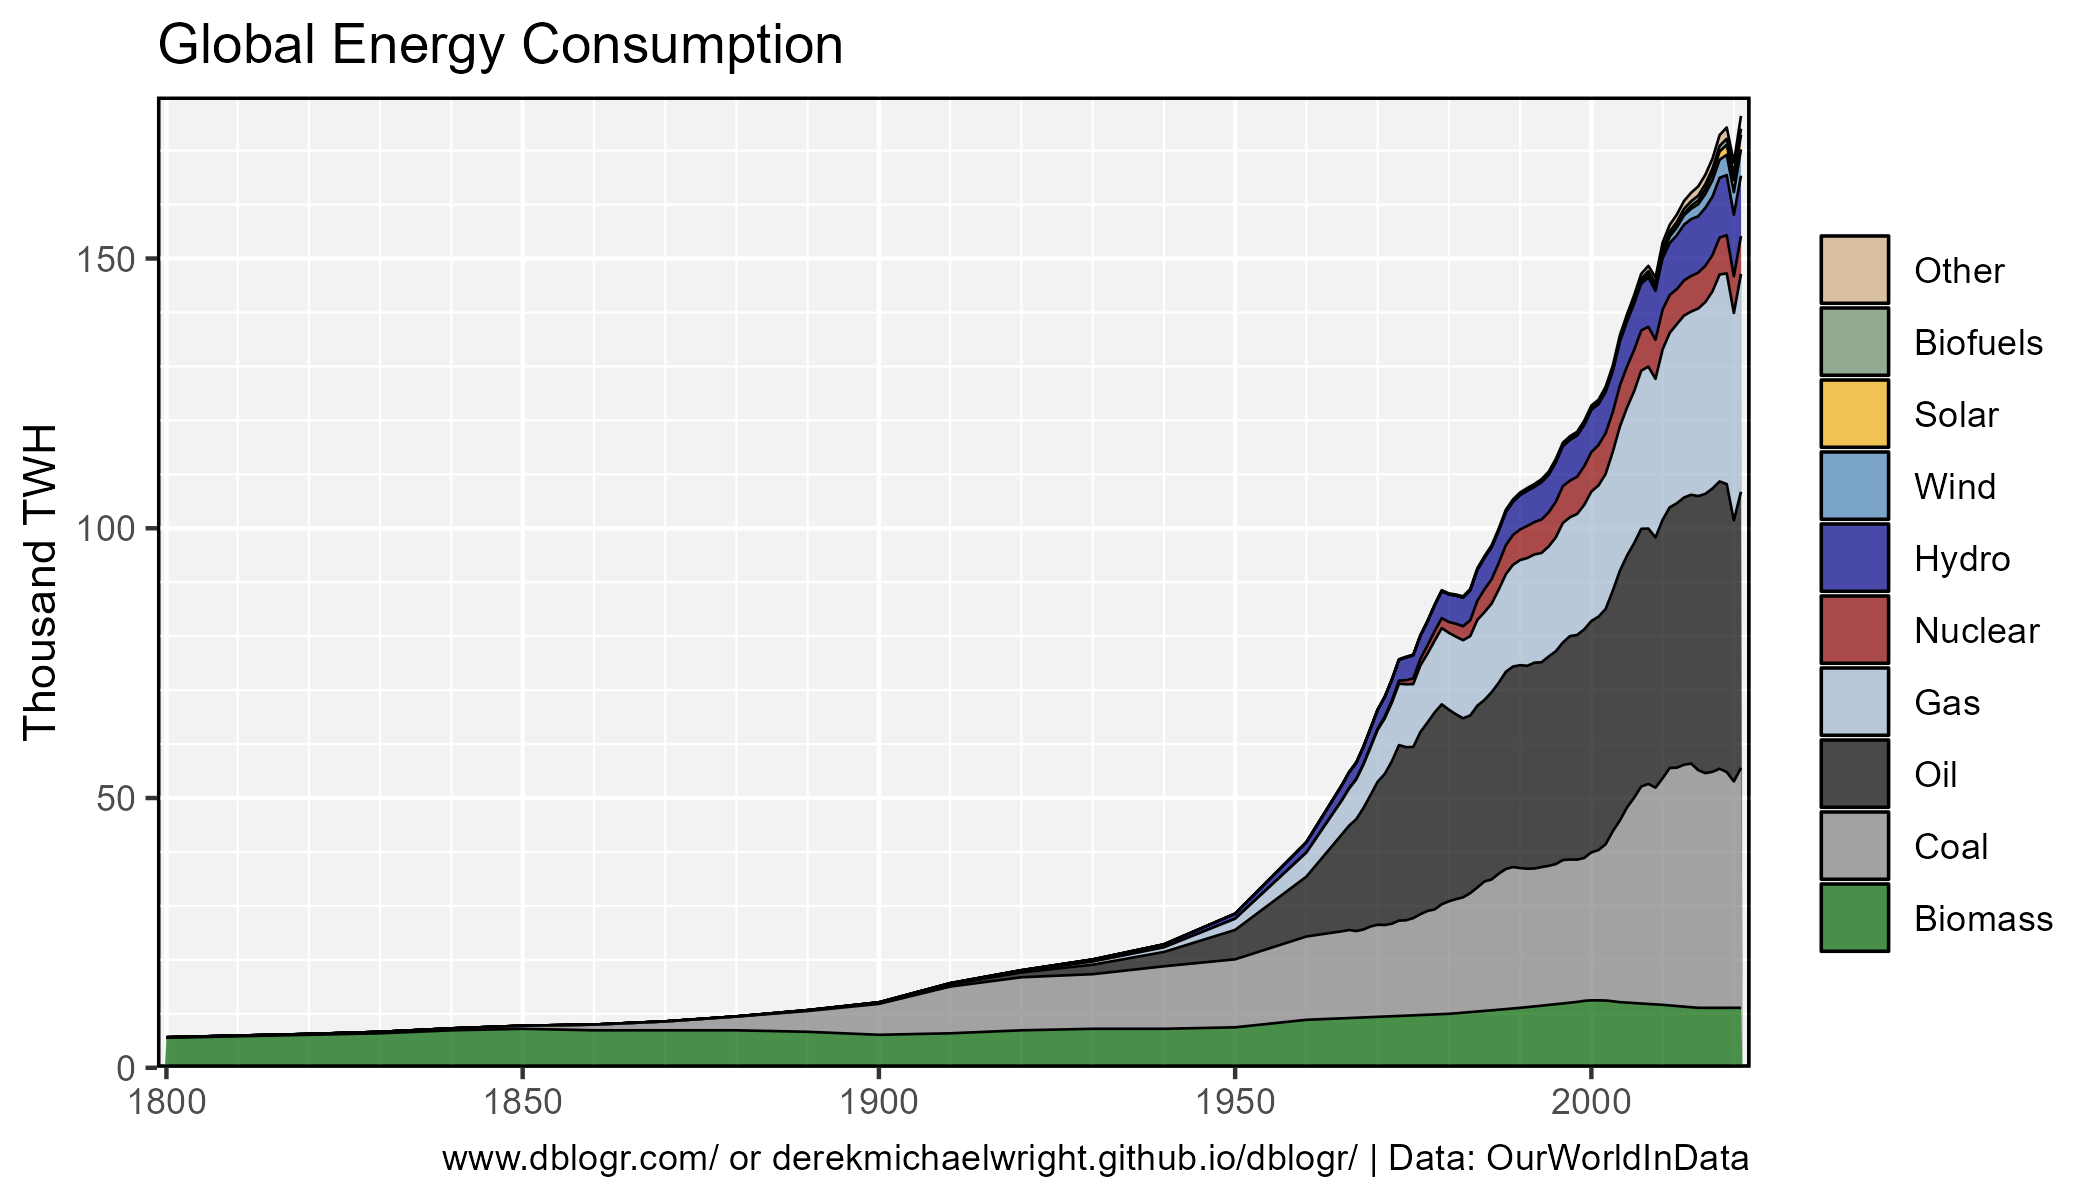 Global Energy Consumption
Thousand TWH
150
100
50
0
1800 1850 1900 1950 2000
Other
Biofuels
Solar
Wind
Hydro
Nuclear
Gas
Oil
Coal
Biomass
www.dblogr.com/ or derekmichaelwright.github.io/dblogr/ | Data: OurWorldInData